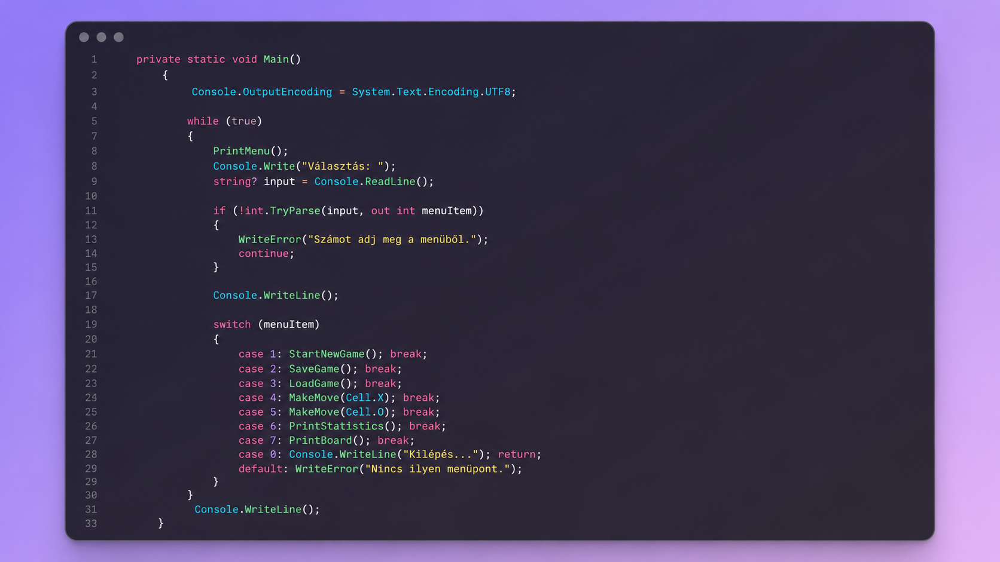 1 private static void Main()
2 {
3 Console.OutputEncoding = System.Text.Encoding.UTF8;
4
5 while (true)
7 {
8 PrintMenu();
8 Console.Write("Választás: ");
9 string? input = Console.ReadLine();
10
11 if (!int.TryParse(input, out int menuItem))
12 {
13 WriteError("Számot adj meg a menüből.");
14 continue;
15 }
16
17 Console.WriteLine();
18
19 switch (menuItem)
20 {
21 case 1: StartNewGame(); break;
22 case 2: SaveGame(); break;
23 case 3: LoadGame(); break;
24 case 4: MakeMove(Cell.X); break;
25 case 5: MakeMove(Cell.O); break;
26 case 6: PrintStatistics(); break;
27 case 7: PrintBoard(); break;
28 case 0: Console.WriteLine("Kilépés..."); return;
29 default: WriteError("Nincs ilyen menüpont.");
29 }
30 }
31 Console.WriteLine();
33 }